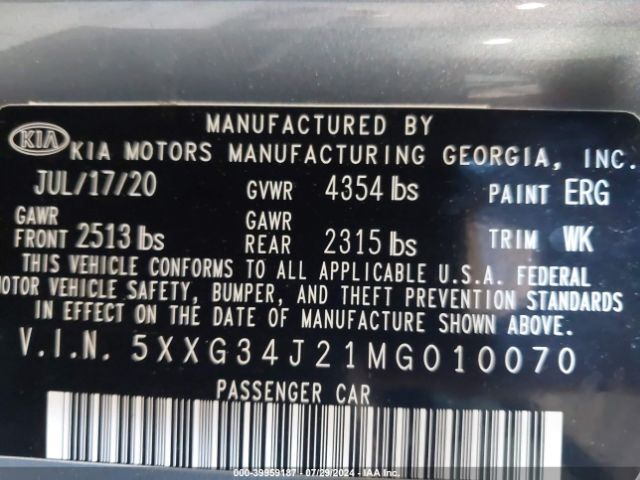 MANUFACTURED BY
KIA KIA MOTORS MANUFACTURING GEORGIA, INC.
JUL/17/20 GVWR 4354 lbs PAINT ERG
GAWR FRONT 2513 lbs GAWR REAR 2315 lbs TRIM WK
THIS VEHICLE CONFORMS TO ALL APPLICABLE U.S.A. FEDERAL
MOTOR VEHICLE SAFETY, BUMPER, AND THEFT PREVENTION STANDARDS
IN EFFECT ON THE DATE OF MANUFACTURE SHOWN ABOVE.
V.I.N. 5XXG34J21MG010070
PASSENGER CAR
000-39959187 - 07/29/2024 - IAA Inc.